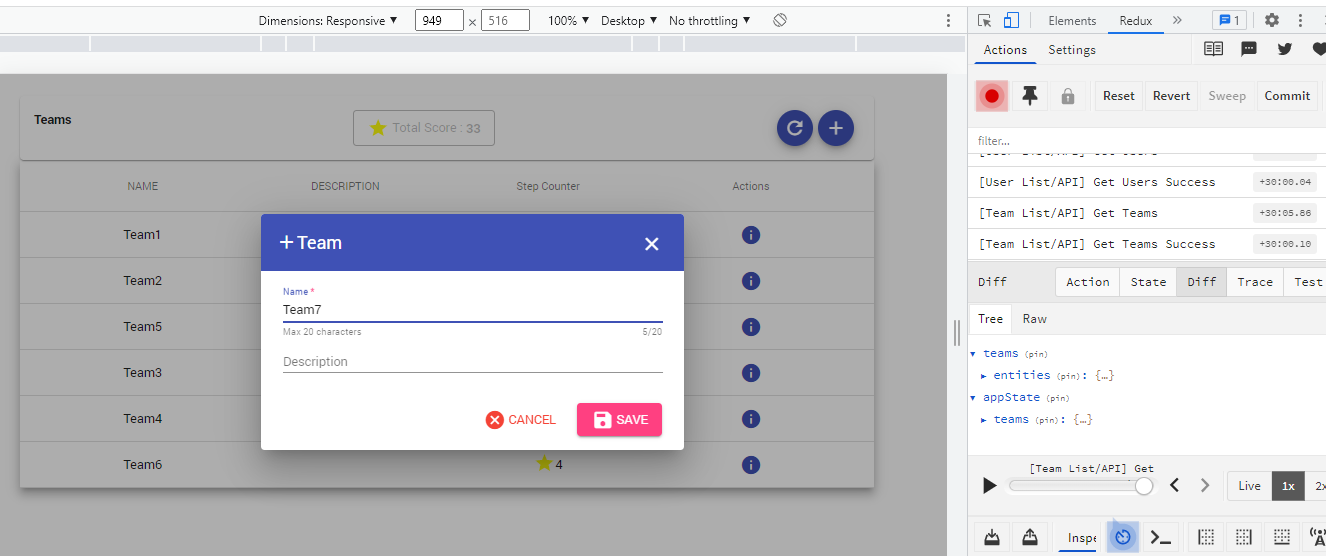 Dimensions: Responsive ▼ 949 × 516 100% ▼ Desktop ▼ No throttling ▼
Elements Redux » 1
Actions Settings
Reset Revert Sweep Commit
filter...
[User List/API] Get Users
[User List/API] Get Users Success +30:00.04
[Team List/API] Get Teams +30:05.86
[Team List/API] Get Teams Success +30:00.10
Diff Action State Diff Trace Test
Tree Raw
teams (pin)
entities (pin): {…}
appState (pin)
teams (pin): {…}
[Team List/API] Get
Live 1x 2x
Inspe
Teams Total Score : 33
NAME DESCRIPTION Step Counter Actions
Team1
Team2
Team5
Team3
Team4
Team6 4
+ Team
Name *
Team7
Max 20 characters 5/20
Description
CANCEL SAVE